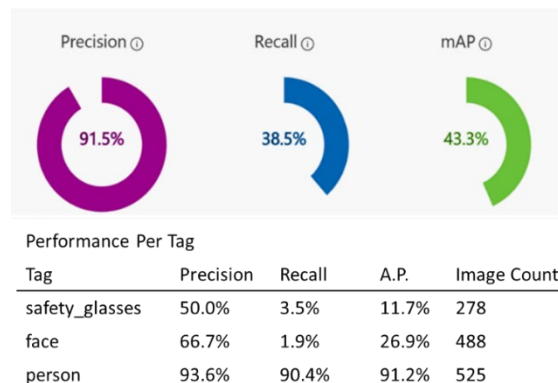 Precision ⓘ Recall ⓘ mAP ⓘ
91.5% 38.5% 43.3%
Performance Per Tag
Tag Precision Recall A.P. Image Count
safety_glasses 50.0% 3.5% 11.7% 278
face 66.7% 1.9% 26.9% 488
person 93.6% 90.4% 91.2% 525